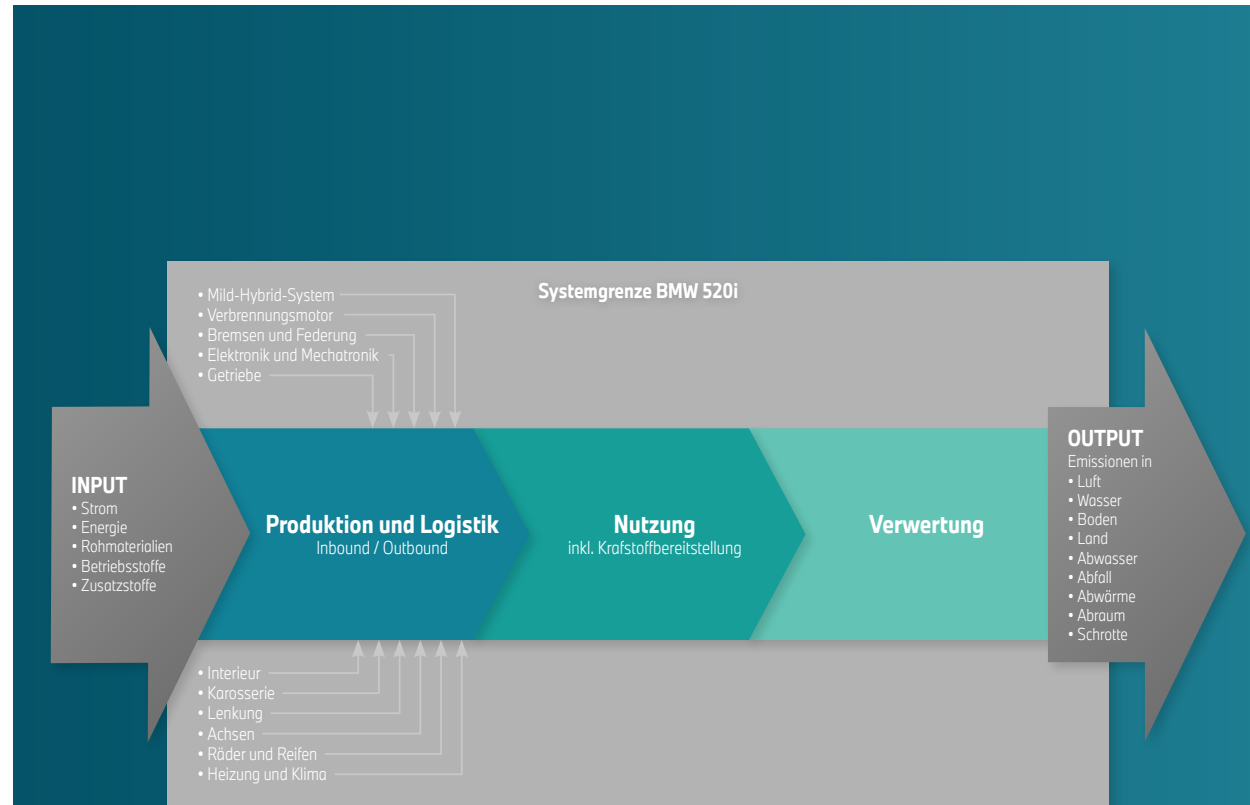 Systemgrenze BMW 520i
• Mild-Hybrid-System
• Verbrennungsmotor
• Bremsen und Federung
• Elektronik und Mechatronik
• Getriebe
INPUT
• Strom
• Energie
• Rohmaterialien
• Betriebsstoffe
• Zusatzstoffe
Produktion und Logistik
Inbound / Outbound
Nutzung
inkl. Krafstoffbereitstellung
Verwertung
OUTPUT
Emissionen in
• Luft
• Wasser
• Boden
• Land
• Abwasser
• Abfall
• Abwärme
• Abraum
• Schrotte
• Interieur
• Karosserie
• Lenkung
• Achsen
• Räder und Reifen
• Heizung und Klima